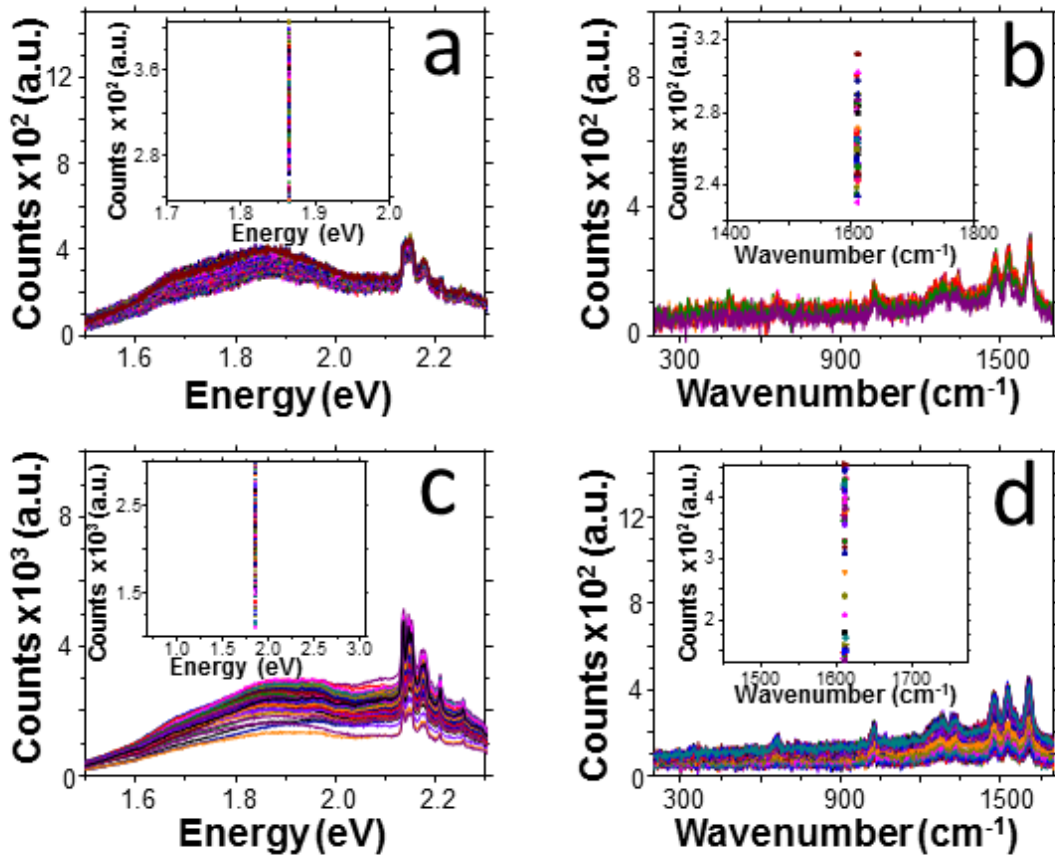 a
Counts x10² (a.u.)
12
8
4
0
1.6
1.8
2.0
2.2
Energy (eV)
Counts x10² (a.u.)
3.6
2.8
1.7
1.8
1.9
2.0
Energy (eV)
b
Counts x10² (a.u.)
8
4
0
300
900
1500
Wavenumber (cm⁻¹)
Counts x10² (a.u.)
3.2
2.8
2.4
1400
1600
1800
Wavenumber (cm⁻¹)
c
Counts x10³ (a.u.)
8
4
0
1.6
1.8
2.0
2.2
Energy (eV)
Counts x10³ (a.u.)
2.5
1.5
1.0
1.5
2.0
2.5
3.0
Energy (eV)
d
Counts x10² (a.u.)
12
8
4
0
300
900
1500
Wavenumber (cm⁻¹)
Counts x10² (a.u.)
4
3
2
1500
1600
1700
Wavenumber (cm⁻¹)